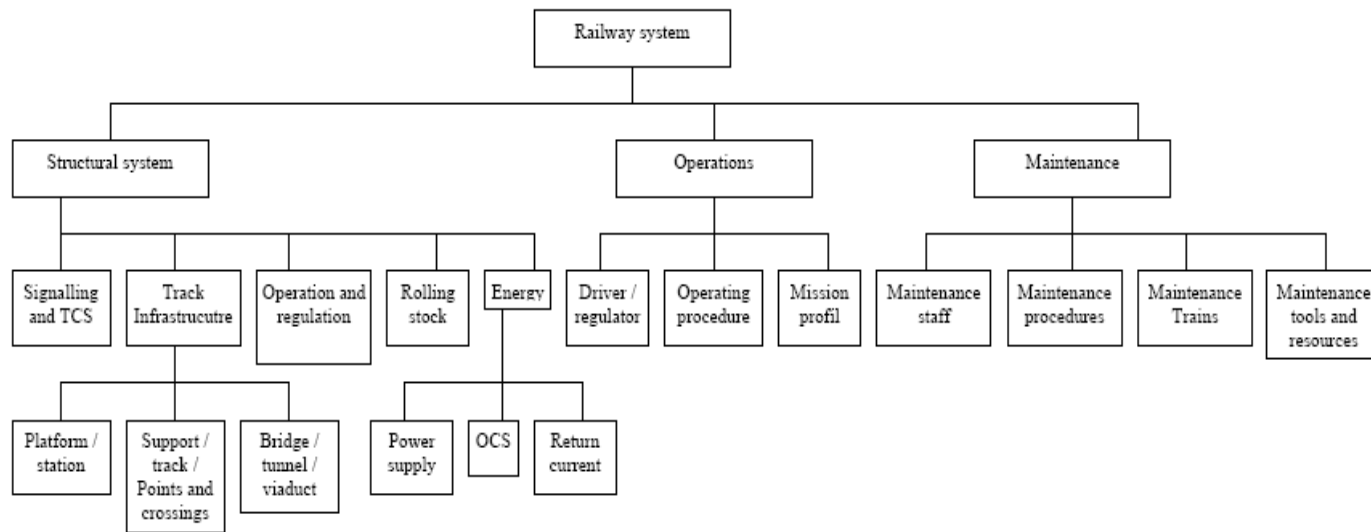 Railway system
Structural system
Operations
Maintenance
Signalling
and TCS
Track
Infrastrucutre
Operation and
regulation
Rolling
stock
Energy
Driver /
regulator
Operating
procedure
Mission
profil
Maintenance
staff
Maintenance
procedures
Maintenance
Trains
Maintenance
tools and
resources
Platform /
station
Support /
track /
Points and
crossings
Bridge /
tunnel /
viaduct
Power
supply
OCS
Return
current